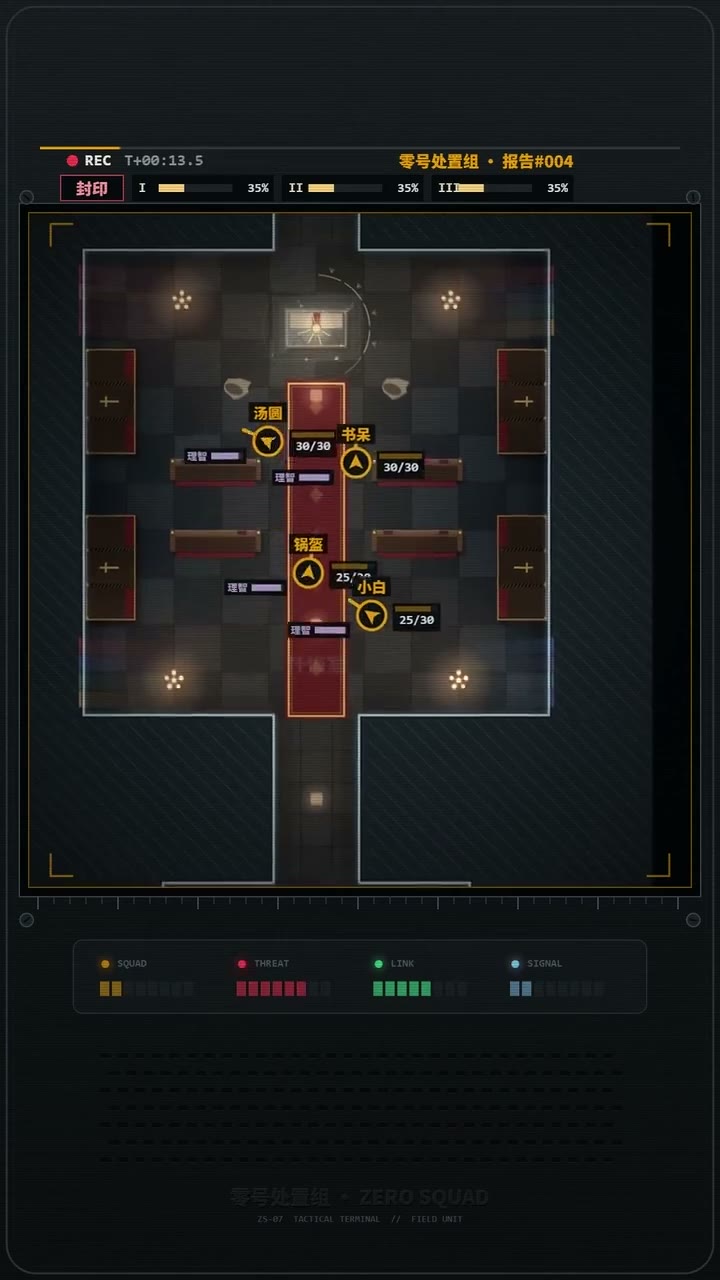 REC T+00:13.5 零号处置组 · 报告#004
封印 I 35% II 35% III 35%
汤圆
30/30
书呆
理智
30/30
理智
锅盔
小白
理智
25/30
理智
SQUAD THREAT LINK SIGNAL
零号处置组 · ZERO SQUAD
ZS-07 TACTICAL TERMINAL // FIELD UNIT